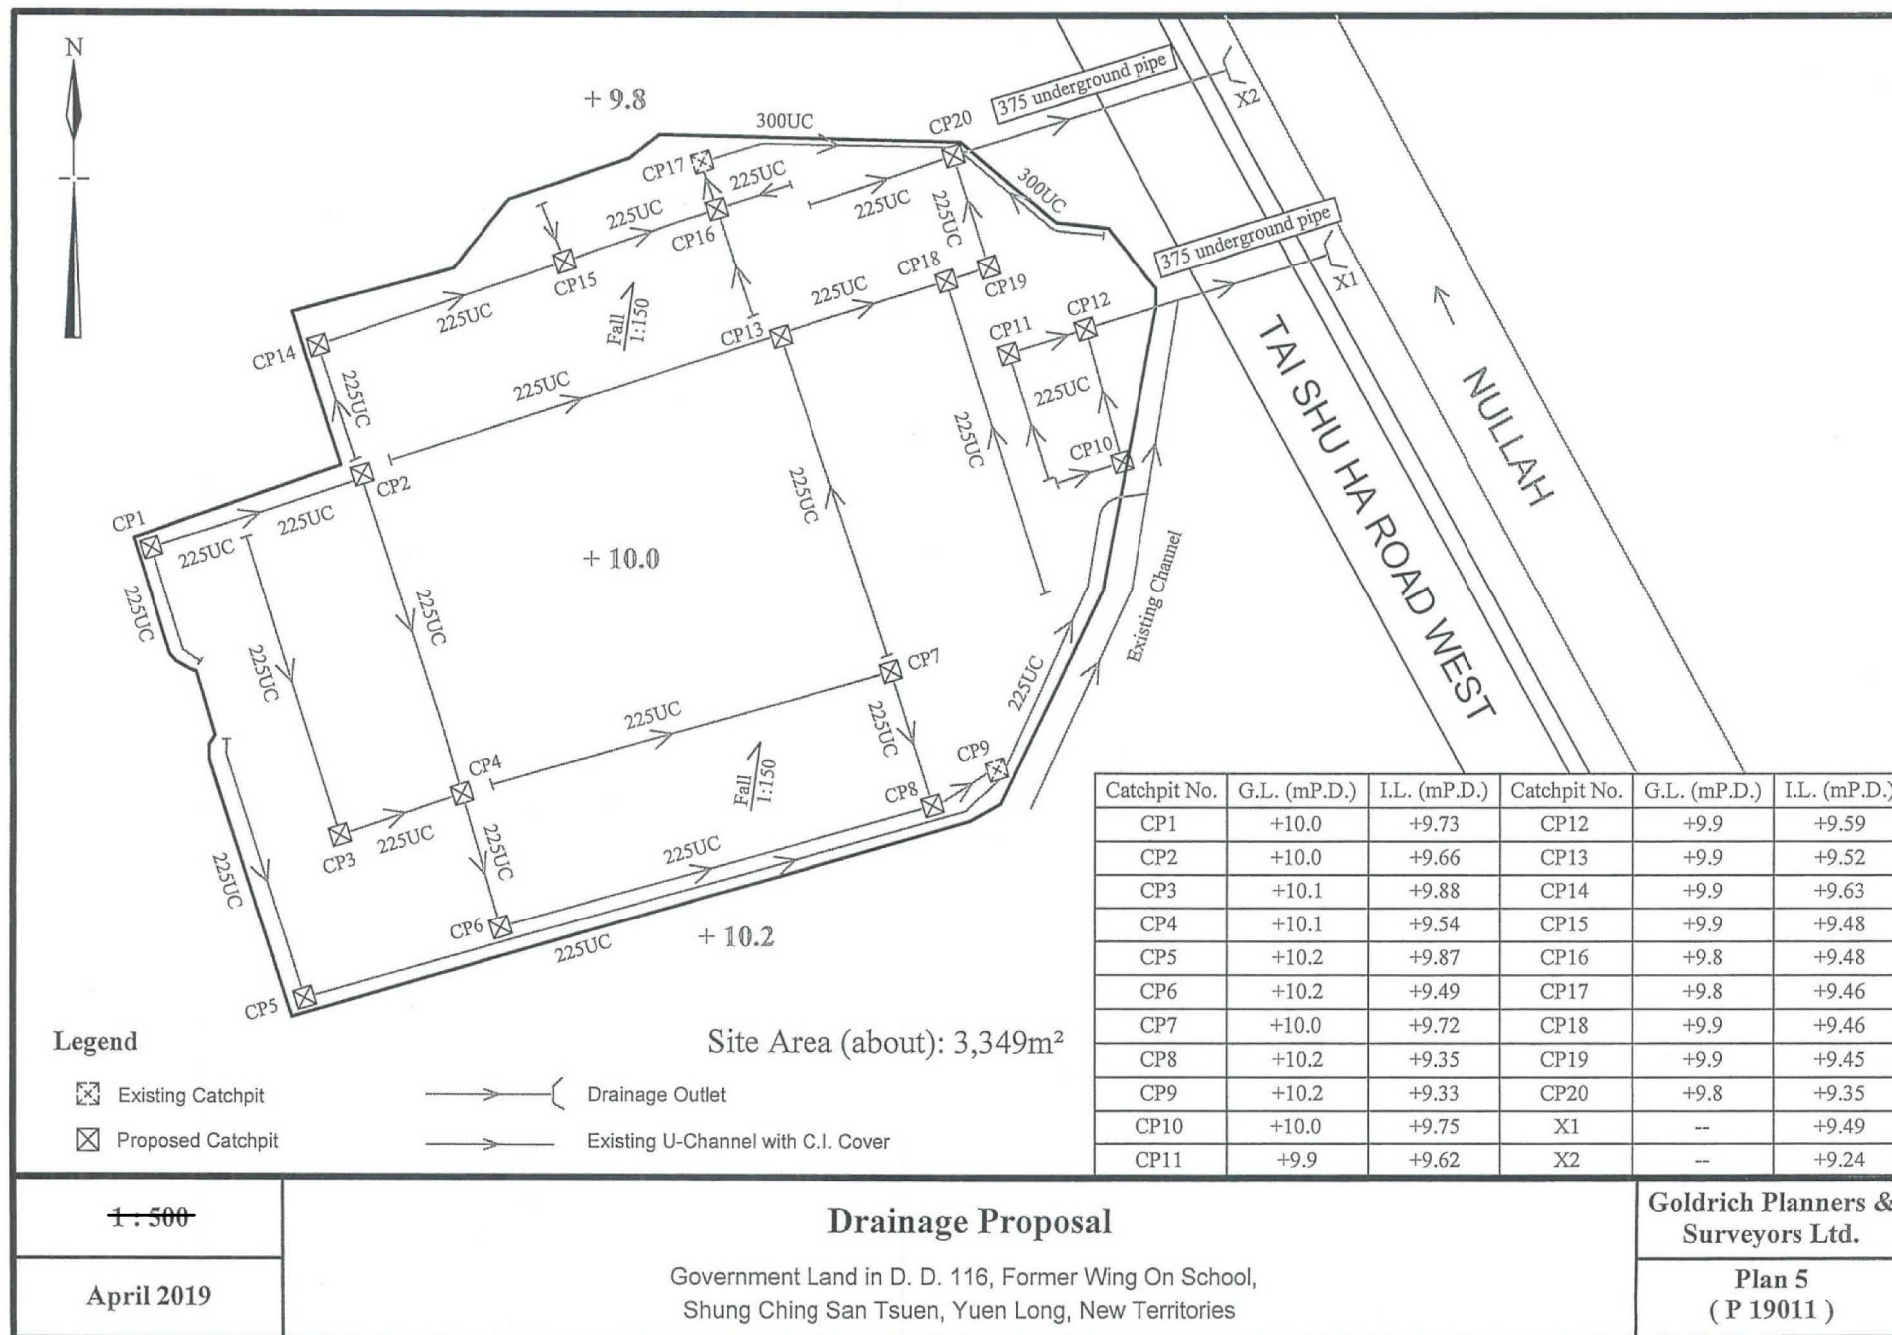 N
+ 9.8
300UC
CP20
375 underground pipe
X2
CP17
225UC
225UC
225UC
300UC
CP16
225UC
375 underground pipe
X1
CP15
CP18
CP19
225UC
225UC
Fall
1:150
CP13
CP11
CP12
CP14
225UC
225UC
225UC
225UC
CP10
CP2
CP1
225UC
225UC
225UC
+ 10.0
225UC
225UC
225UC
225UC
CP7
225UC
225UC
225UC
Existing Channel
TAI SHU HA ROAD WEST
NULLAH
CP4
Fall
1:150
CP9
CP8
CP3
225UC
225UC
225UC
225UC
CP6
225UC
+ 10.2
CP5
Catchpit No. G.L. (mP.D.) I.L. (mP.D.) Catchpit No. G.L. (mP.D.) I.L. (mP.D.)
CP1 +10.0 +9.73 CP12 +9.9 +9.59
CP2 +10.0 +9.66 CP13 +9.9 +9.52
CP3 +10.1 +9.88 CP14 +9.9 +9.63
CP4 +10.1 +9.54 CP15 +9.9 +9.48
CP5 +10.2 +9.87 CP16 +9.8 +9.48
CP6 +10.2 +9.49 CP17 +9.8 +9.46
CP7 +10.0 +9.72 CP18 +9.9 +9.46
CP8 +10.2 +9.35 CP19 +9.9 +9.45
CP9 +10.2 +9.33 CP20 +9.8 +9.35
CP10 +10.0 +9.75 X1 -- +9.49
CP11 +9.9 +9.62 X2 -- +9.24
Legend
Site Area (about): 3,349m²
Existing Catchpit
Drainage Outlet
Proposed Catchpit
Existing U-Channel with C.I. Cover
1 : 500
April 2019
Drainage Proposal
Government Land in D. D. 116, Former Wing On School,
Shung Ching San Tsuen, Yuen Long, New Territories
Goldrich Planners &
Surveyors Ltd.
Plan 5
( P 19011 )